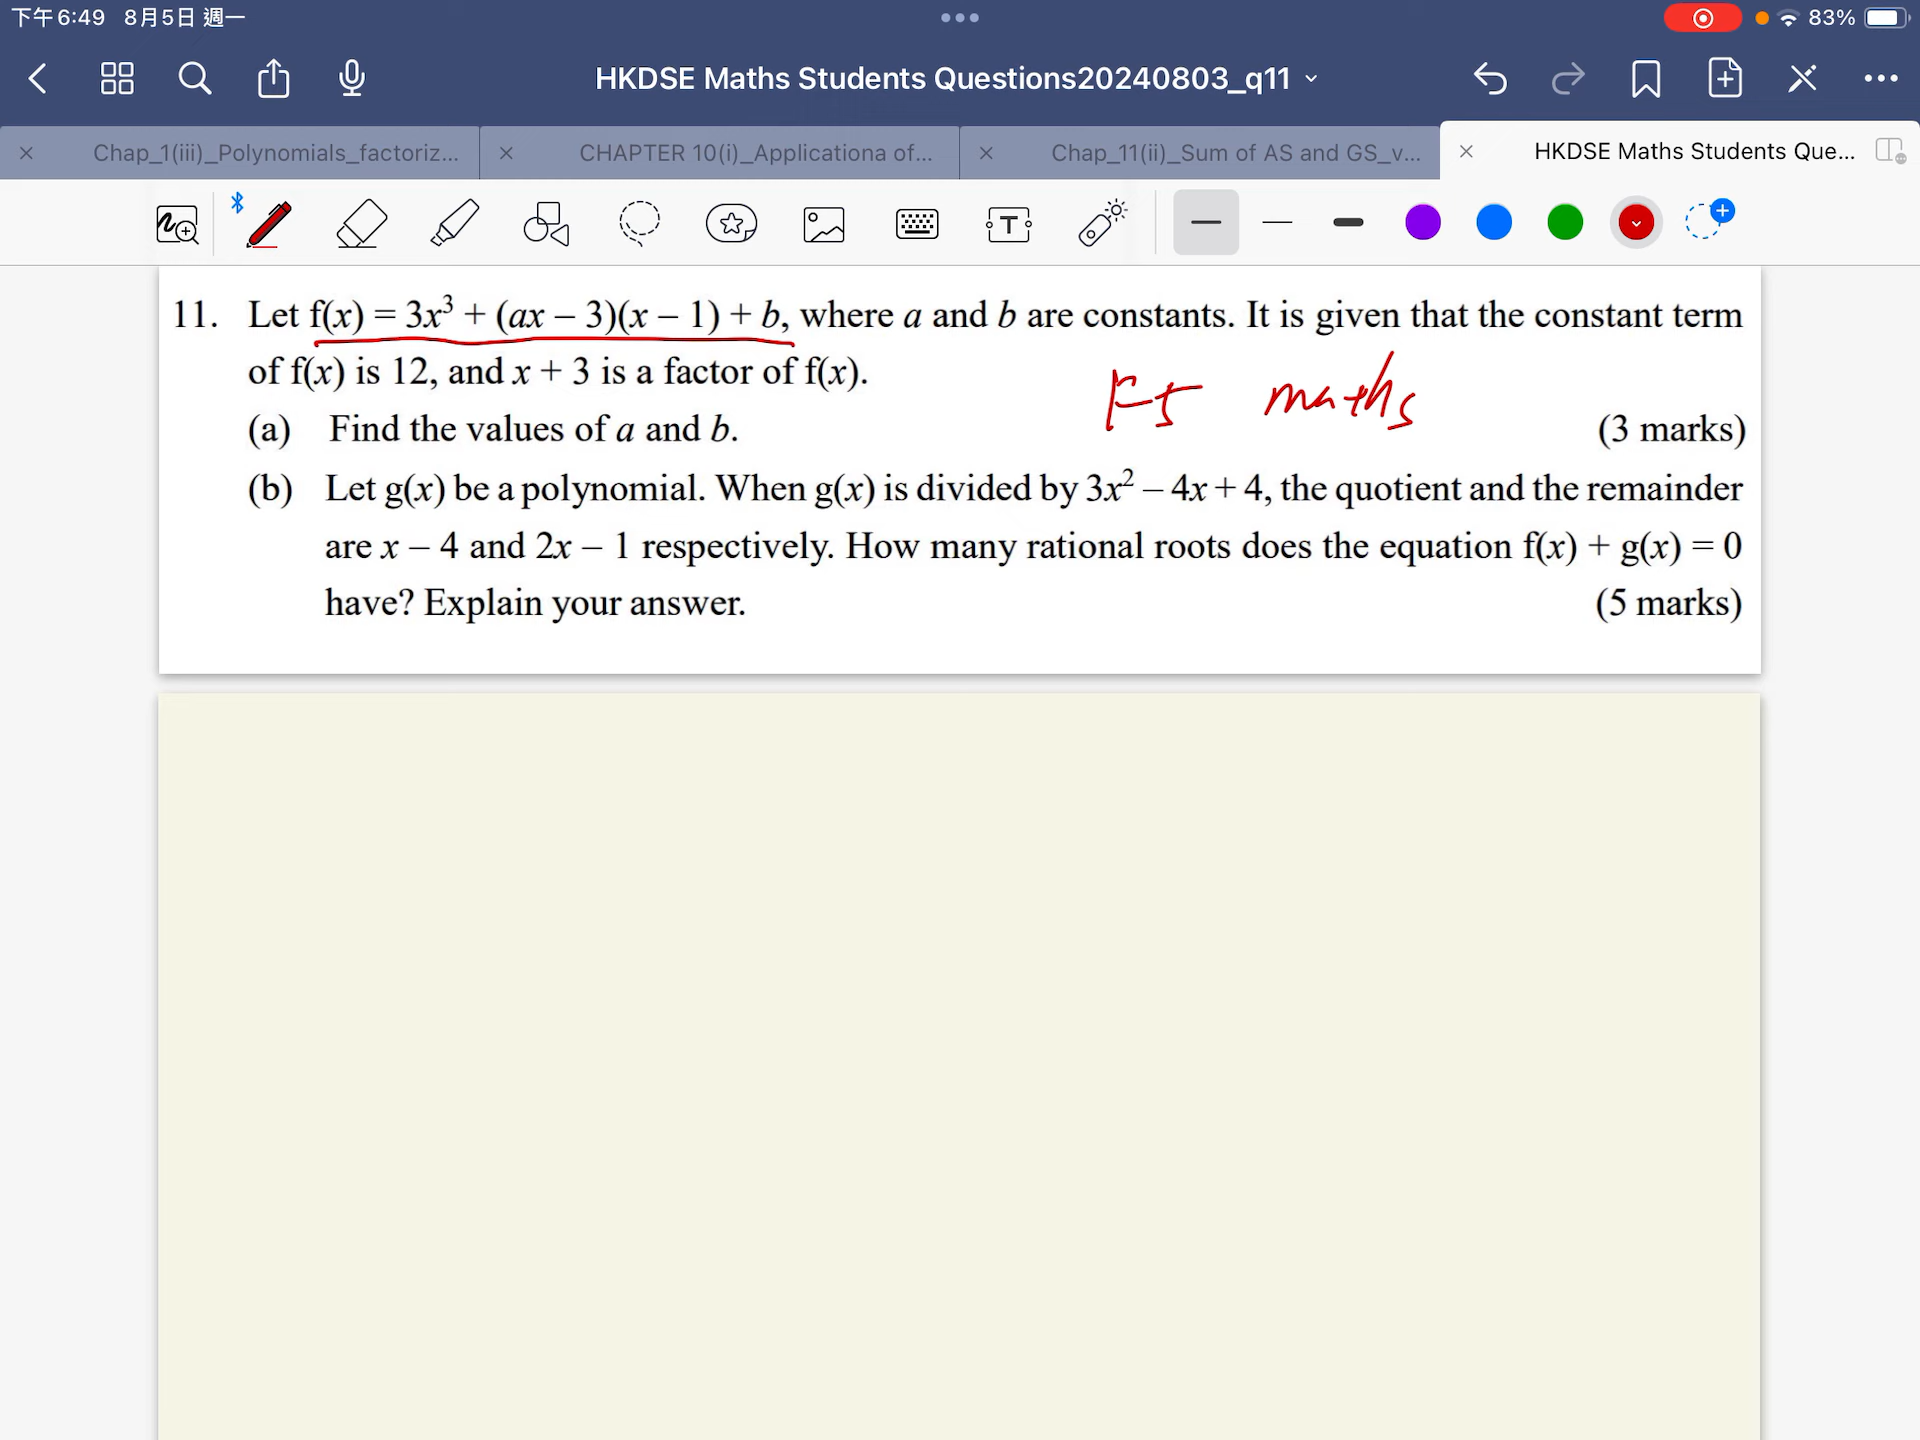 下午6:49 8月5日 週一
83%
HKDSE Maths Students Questions20240803_q11
Chap_1(iii)_Polynomials_factoriz...
CHAPTER 10(i)_Applicationa of...
Chap_11(ii)_Sum of AS and GS_v...
HKDSE Maths Students Que...
T
11. Let f(x) = 3x³ + (ax – 3)(x – 1) + b, where a and b are constants. It is given that the constant term
of f(x) is 12, and x + 3 is a factor of f(x).
F5 maths
(a) Find the values of a and b. (3 marks)
(b) Let g(x) be a polynomial. When g(x) is divided by 3x² – 4x + 4, the quotient and the remainder
are x – 4 and 2x – 1 respectively. How many rational roots does the equation f(x) + g(x) = 0
have? Explain your answer. (5 marks)